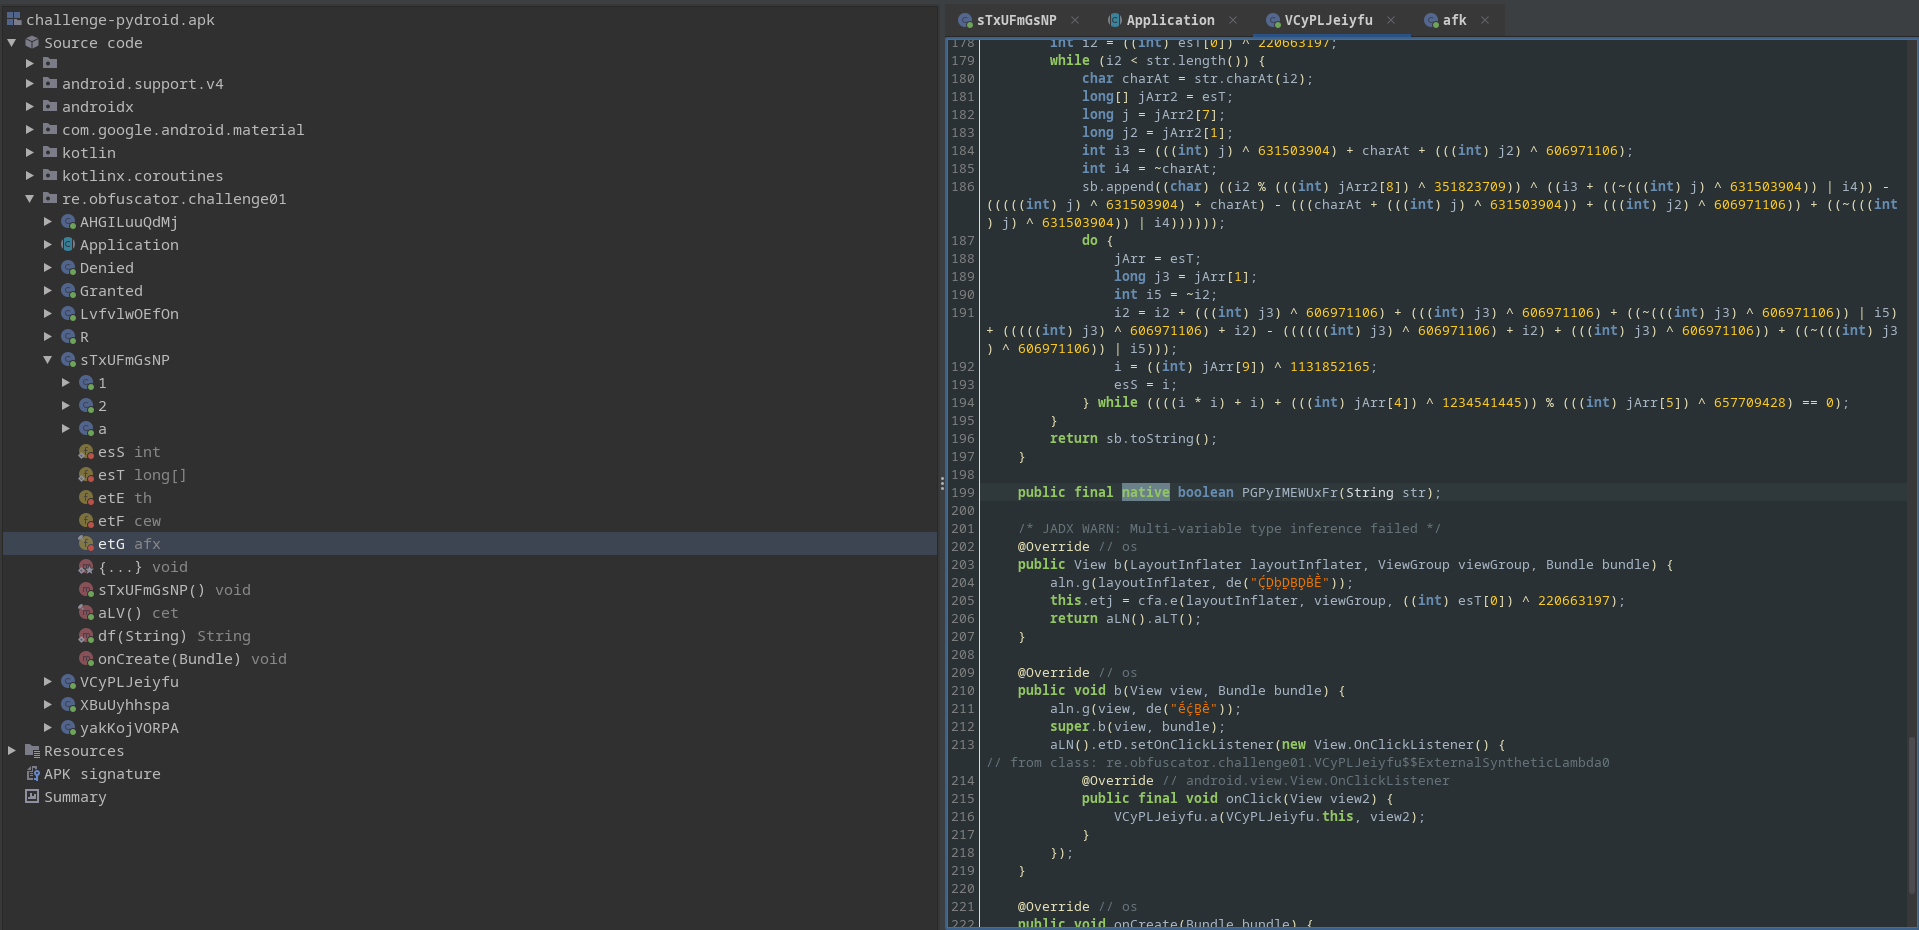 challenge-pydroid.apk
Source code
android.support.v4
androidx
com.google.android.material
kotlin
kotlinx.coroutines
re.obfuscator.challenge01
AHGILuuQdMj
Application
Denied
Granted
LvfvlwOEfOn
R
sTxUFmGsNP
1
2
a
esS int
esT long[]
etE th
etF cew
etG afx
{...} void
sTxUFmGsNP() void
aLV() cet
df(String) String
onCreate(Bundle) void
VCyPLJeiyfu
XBuUyhhspa
yakKojVORPA
Resources
APK signature
Summary
sTxUFmGsNP × Application × VCyPLJeiyfu × afk ×
178 int i2 = ((int) esT[0]) ^ 220663197;
179 while (i2 < str.length()) {
180 char charAt = str.charAt(i2);
181 long[] jArr2 = esT;
182 long j = jArr2[7];
183 long j2 = jArr2[1];
184 int i3 = (((int) j) ^ 631503904) + charAt + (((int) j2) ^ 606971106);
185 int i4 = ~charAt;
186 sb.append((char) ((i2 % (((int) jArr2[8]) ^ 351823709)) ^ ((i3 + ((~(((int) j) ^ 631503904)) | i4)) -
(((((int) j) ^ 631503904) + charAt) - (((charAt + (((int) j) ^ 631503904)) + (((int) j2) ^ 606971106)) + ((~(((int
) j) ^ 631503904)) | i4))))));
187 do {
188 jArr = esT;
189 long j3 = jArr[1];
190 int i5 = ~i2;
191 i2 = i2 + (((int) j3) ^ 606971106) + (((int) j3) ^ 606971106) + ((~(((int) j3) ^ 606971106)) | i5)
+ (((((int) j3) ^ 606971106) + i2) - ((((((int) j3) ^ 606971106) + i2) + (((int) j3) ^ 606971106)) + ((~(((int) j3
) ^ 606971106)) | i5)));
192 i = ((int) jArr[9]) ^ 1131852165;
193 esS = i;
194 } while ((((i * i) + i) + (((int) jArr[4]) ^ 1234541445)) % (((int) jArr[5]) ^ 657709428) == 0);
195 }
196 return sb.toString();
197 }
198
199 public final native boolean PGPyIMEWUxFr(String str);
200
201 /* JADX WARN: Multi-variable type inference failed */
202 @Override // os
203 public View b(LayoutInflater layoutInflater, ViewGroup viewGroup, Bundle bundle) {
204 aln.g(layoutInflater, de("
"));
205 this.etj = cfa.e(layoutInflater, viewGroup, ((int) esT[0]) ^ 220663197);
206 return aLN().aLT();
207 }
208
209 @Override // os
210 public void b(View view, Bundle bundle) {
211 aln.g(view, de("
"));
212 super.b(view, bundle);
213 aLN().etD.setOnClickListener(new View.OnClickListener() {
// from class: re.obfuscator.challenge01.VCyPLJeiyfu$$ExternalSyntheticLambda0
214 @Override // android.view.View.OnClickListener
215 public final void onClick(View view2) {
216 VCyPLJeiyfu.a(VCyPLJeiyfu.this, view2);
217 }
218 });
219 }
220
221 @Override // os
222 public void onCreate(Bundle bundle) {